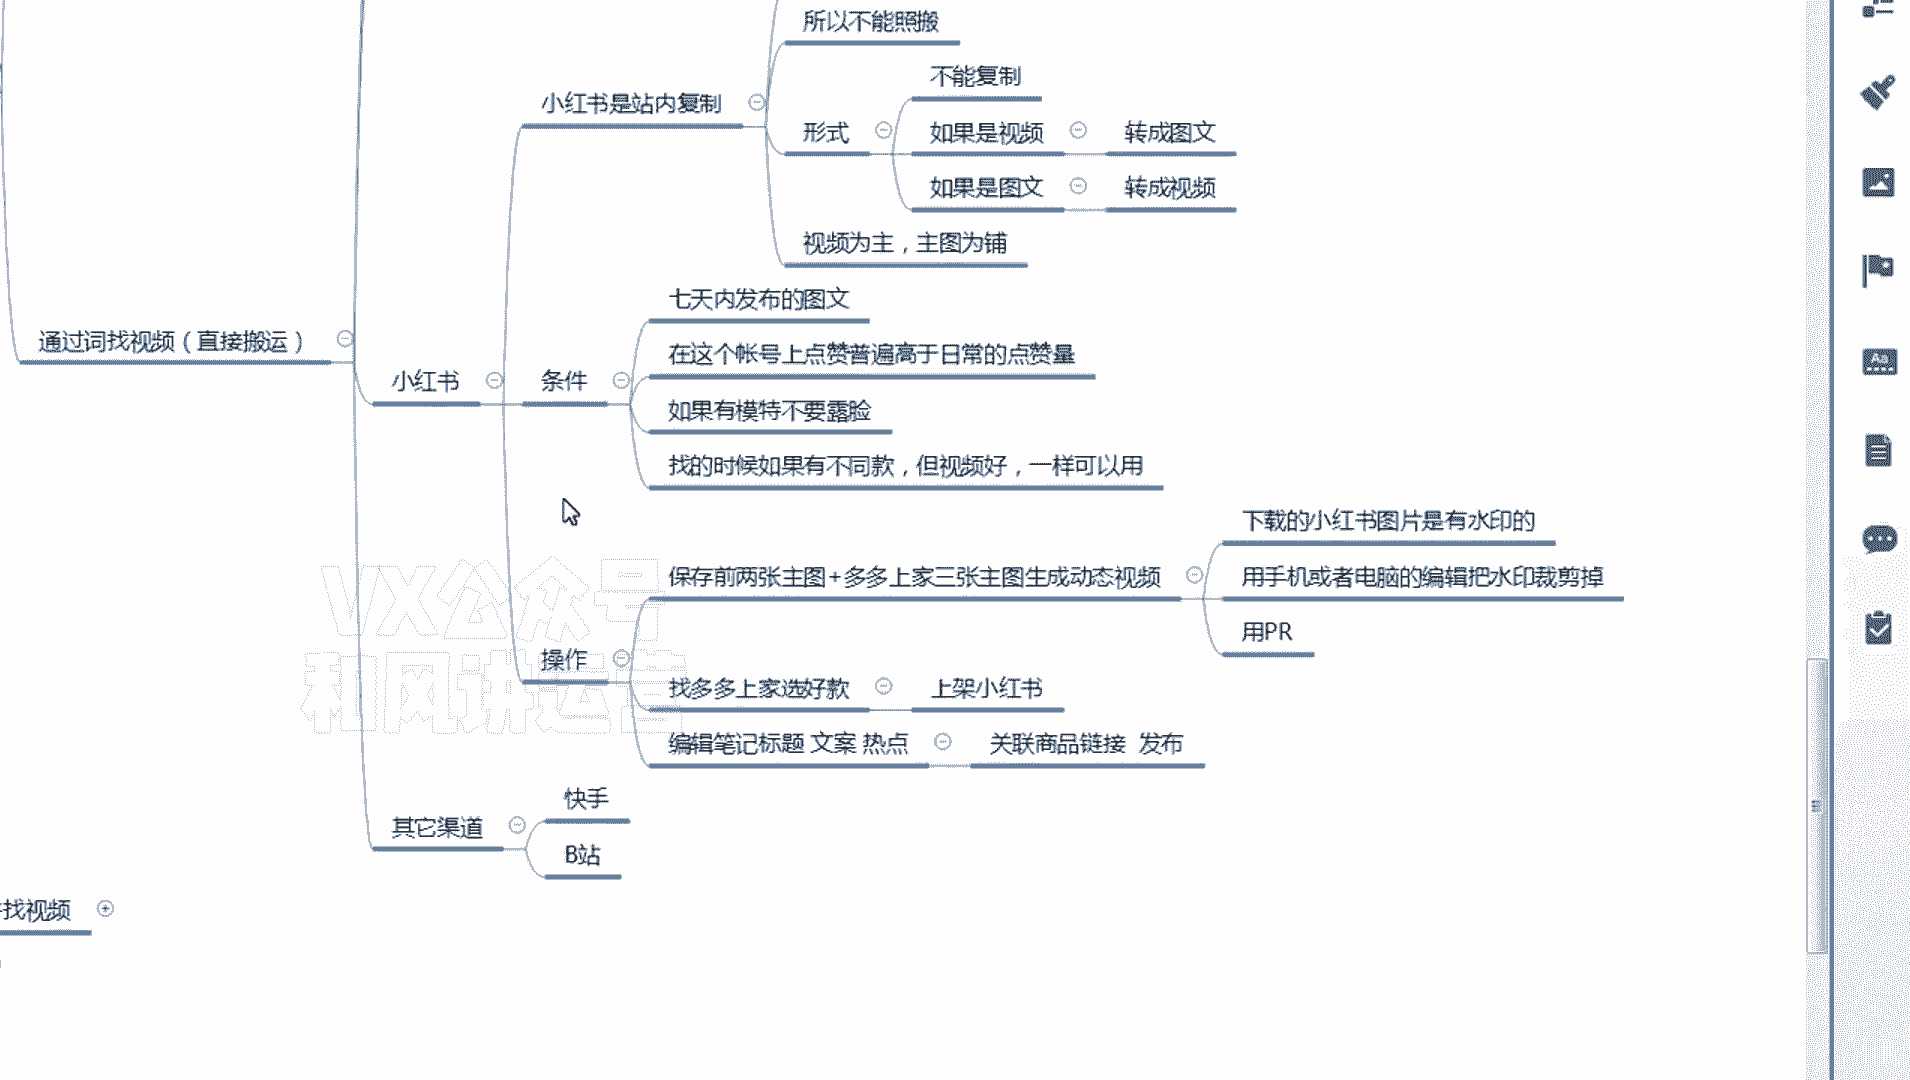 所以不能照搬
不能复制
小红书是站内复制
形式
如果是视频
转成图文
如果是图文
转成视频
视频为主，主图为铺
七天内发布的图文
通过词找视频（直接搬运）
在这个帐号上点赞普遍高于日常的点赞量
小红书
条件
如果有模特不要露脸
找的时候如果有不同款，但视频好，一样可以用
下载的小红书图片是有水印的
保存前两张主图+多多上家三张主图生成动态视频
用手机或者电脑的编辑把水印裁剪掉
用PR
操作
找多多上家选好款
上架小红书
编辑笔记标题 文案 热点
关联商品链接 发布
其它渠道
快手
B站
找视频
VX公众号
和风讲运营
Aa